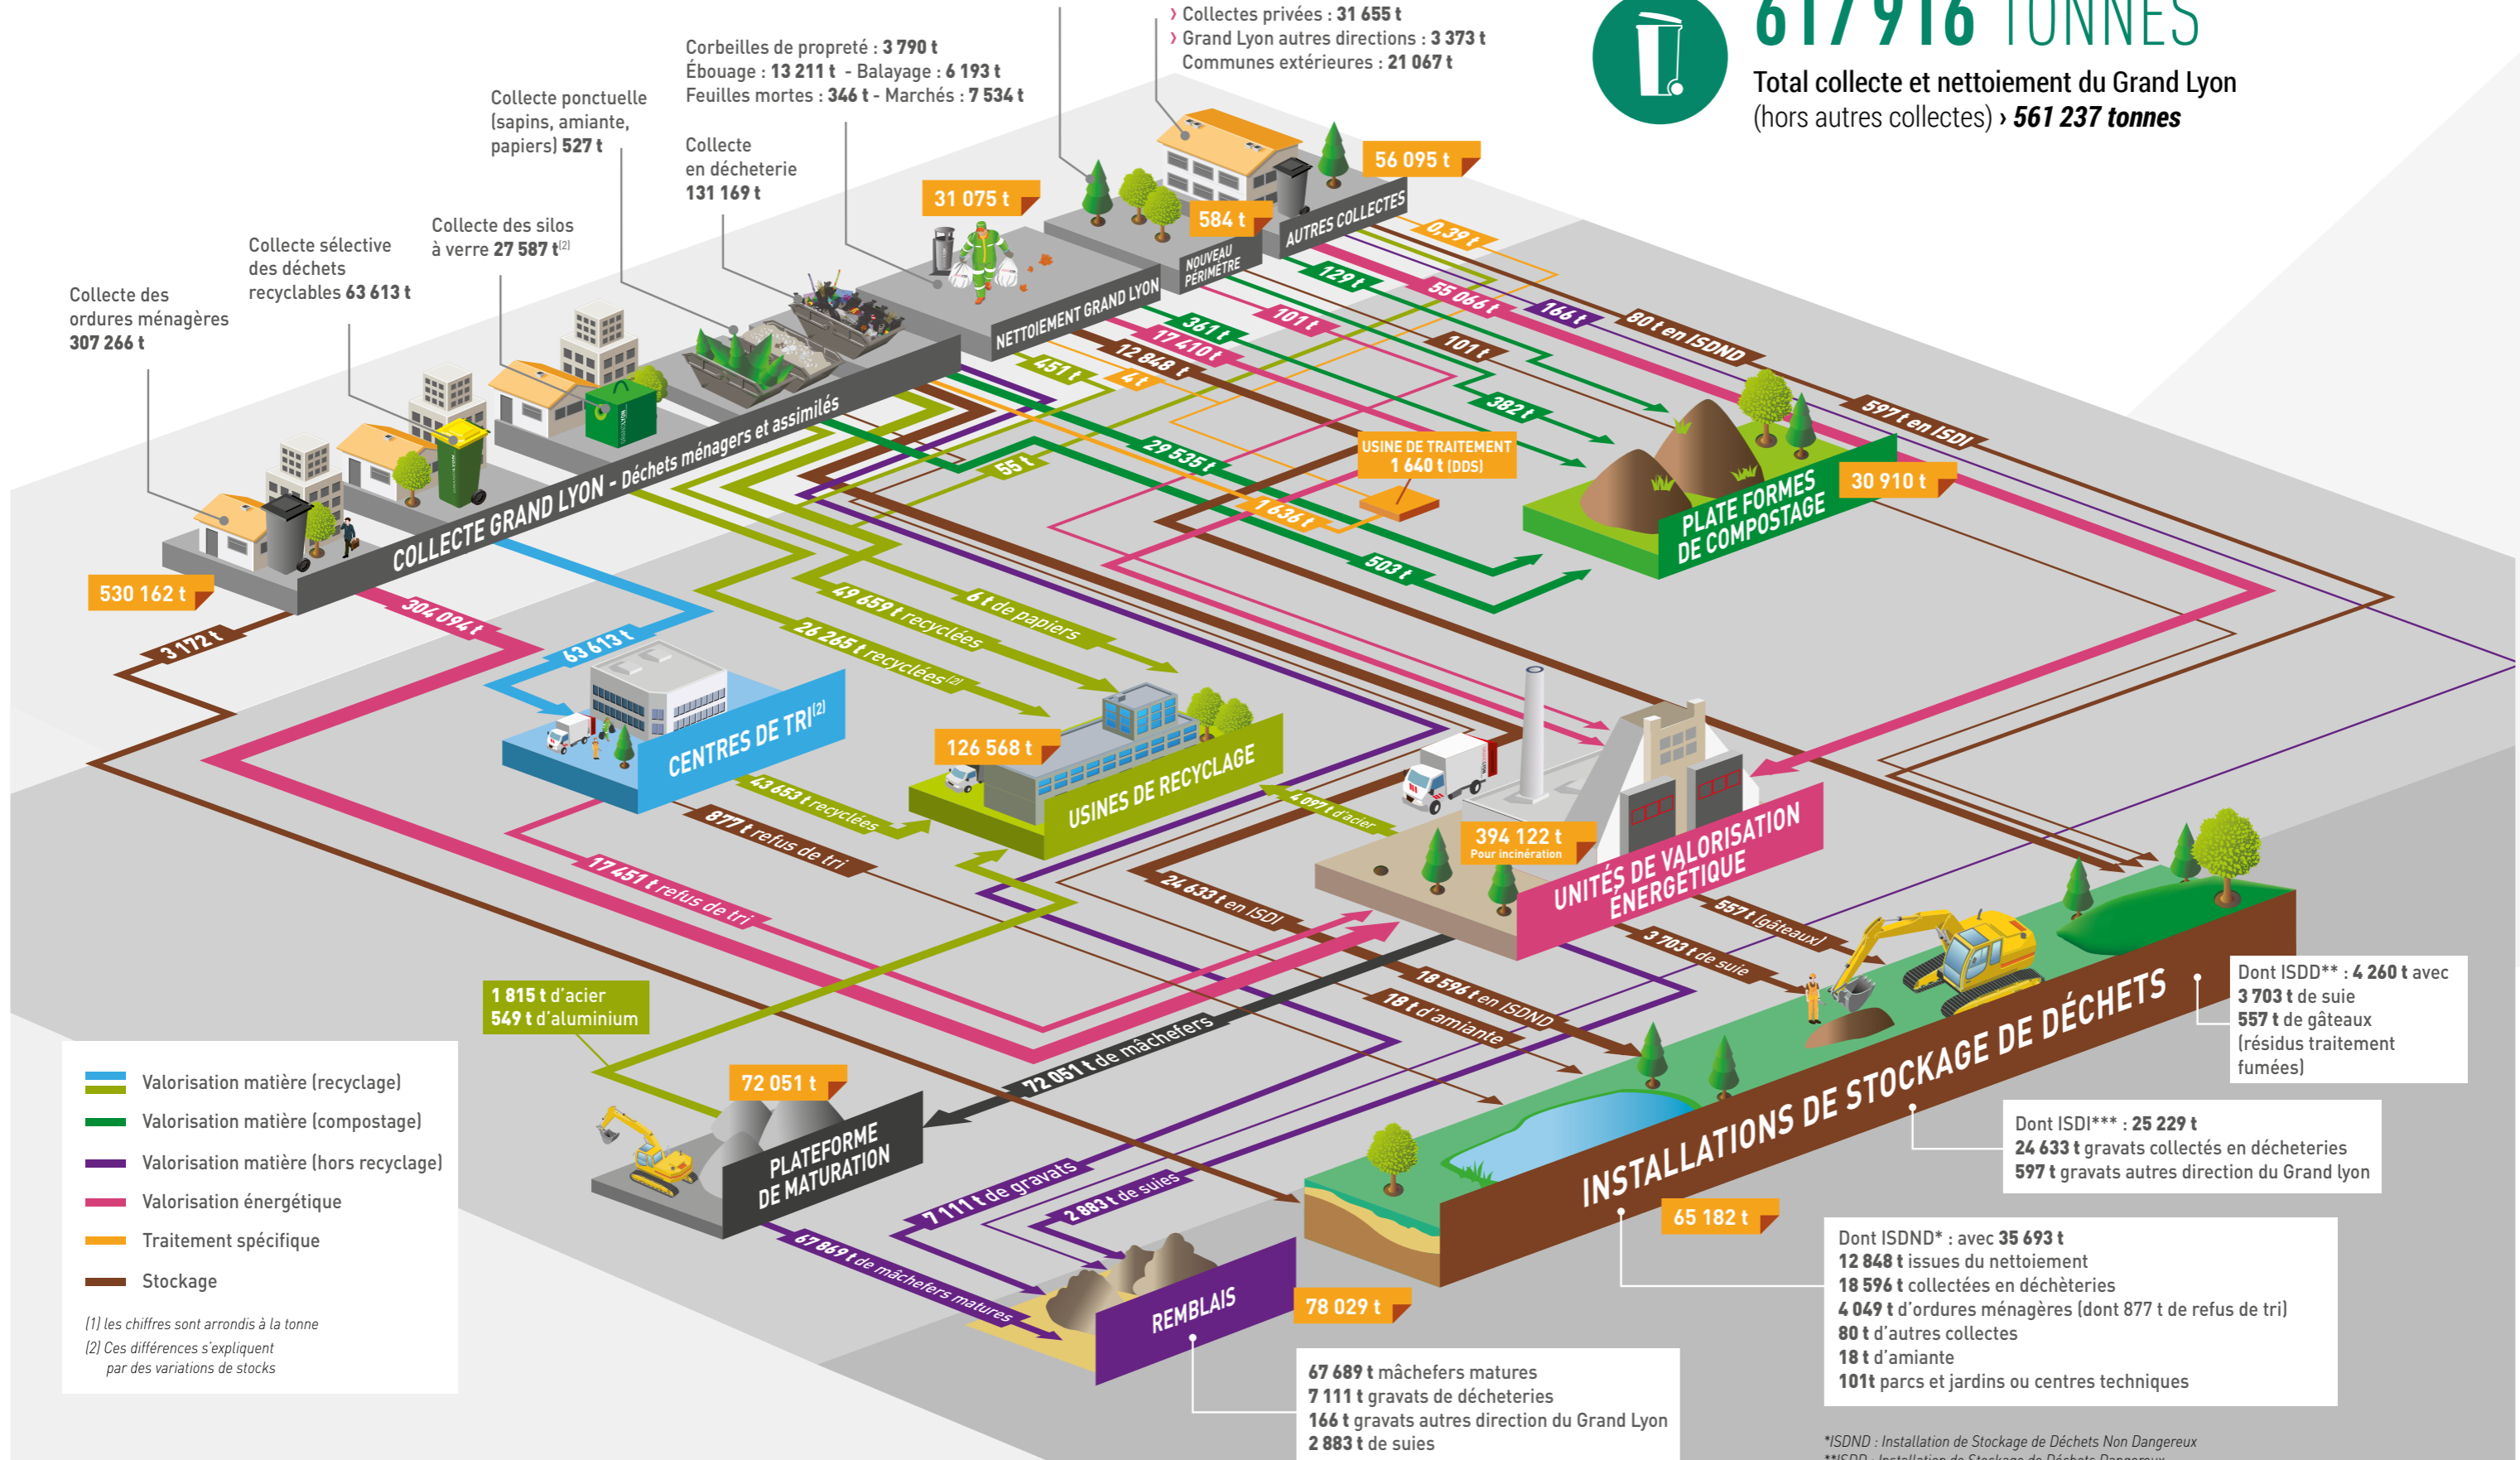 › Collectes privées : 31 655 t
› Grand Lyon autres directions : 3 373 t
Communes extérieures : 21 067 t
617 916 TONNES
Total collecte et nettoiement du Grand Lyon
(hors autres collectes) › 561 237 tonnes
Corbeilles de propreté : 3 790 t
Ébouage : 13 211 t - Balayage : 6 193 t
Feuilles mortes : 346 t - Marchés : 7 534 t
Collecte ponctuelle
(sapins, amiante,
papiers) 527 t
Collecte
en décheterie
131 169 t
Collecte des silos
à verre 27 587 t(2)
Collecte sélective
des déchets
recyclables 63 613 t
Collecte des
ordures ménagères
307 266 t
530 162 t
31 075 t
584 t
56 095 t
COLLECTE GRAND LYON - Déchets ménagers et assimilés
NETTOIEMENT GRAND LYON
NOUVEAU
PÉRIMÈTRE
AUTRES COLLECTES
0,39 t
129 t
55 066 t
166 t
80 t en ISDND
597 t en ISDI
361 t
101 t
17 410 t
12 848 t
101 t
451 t
4 t
382 t
29 535 t
55 t
1 636 t
503 t
USINE DE TRAITEMENT
1 640 t (DDS)
PLATE FORMES
DE COMPOSTAGE
30 910 t
3 172 t
304 094 t
63 613 t
49 659 t recyclées
6 t de papiers
26 265 t recyclées(2)
CENTRES DE TRI(2)
126 568 t
USINES DE RECYCLAGE
43 653 t recyclées
877 t refus de tri
17 451 t refus de tri
4 097 t d'acier
394 122 t
Pour incinération
UNITÉS DE VALORISATION
ÉNERGÉTIQUE
24 633 t en ISDI
18 596 t en ISDND
18 t d'amiante
557 t (gâteaux)
3 703 t de suie
1 815 t d'acier
549 t d'aluminium
72 051 t de mâchefers
72 051 t
PLATEFORME
DE MATURATION
7 111 t de gravats
2 883 t de suies
67 869 t de mâchefers matures
REMBLAIS
78 029 t
67 689 t mâchefers matures
7 111 t gravats de décheteries
166 t gravats autres direction du Grand Lyon
2 883 t de suies
INSTALLATIONS DE STOCKAGE DE DÉCHETS
65 182 t
Dont ISDD** : 4 260 t avec
3 703 t de suie
557 t de gâteaux
(résidus traitement
fumées)
Dont ISDI*** : 25 229 t
24 633 t gravats collectés en décheteries
597 t gravats autres direction du Grand lyon
Dont ISDND* : avec 35 693 t
12 848 t issues du nettoiement
18 596 t collectées en déchèteries
4 049 t d'ordures ménagères (dont 877 t de refus de tri)
80 t d'autres collectes
18 t d'amiante
101t parcs et jardins ou centres techniques
Valorisation matière (recyclage)
Valorisation matière (compostage)
Valorisation matière (hors recyclage)
Valorisation énergétique
Traitement spécifique
Stockage
(1) les chiffres sont arrondis à la tonne
(2) Ces différences s'expliquent
par des variations de stocks
*ISDND : Installation de Stockage de Déchets Non Dangereux
**ISDD : Installation de Stockage de Déchets Dangereux